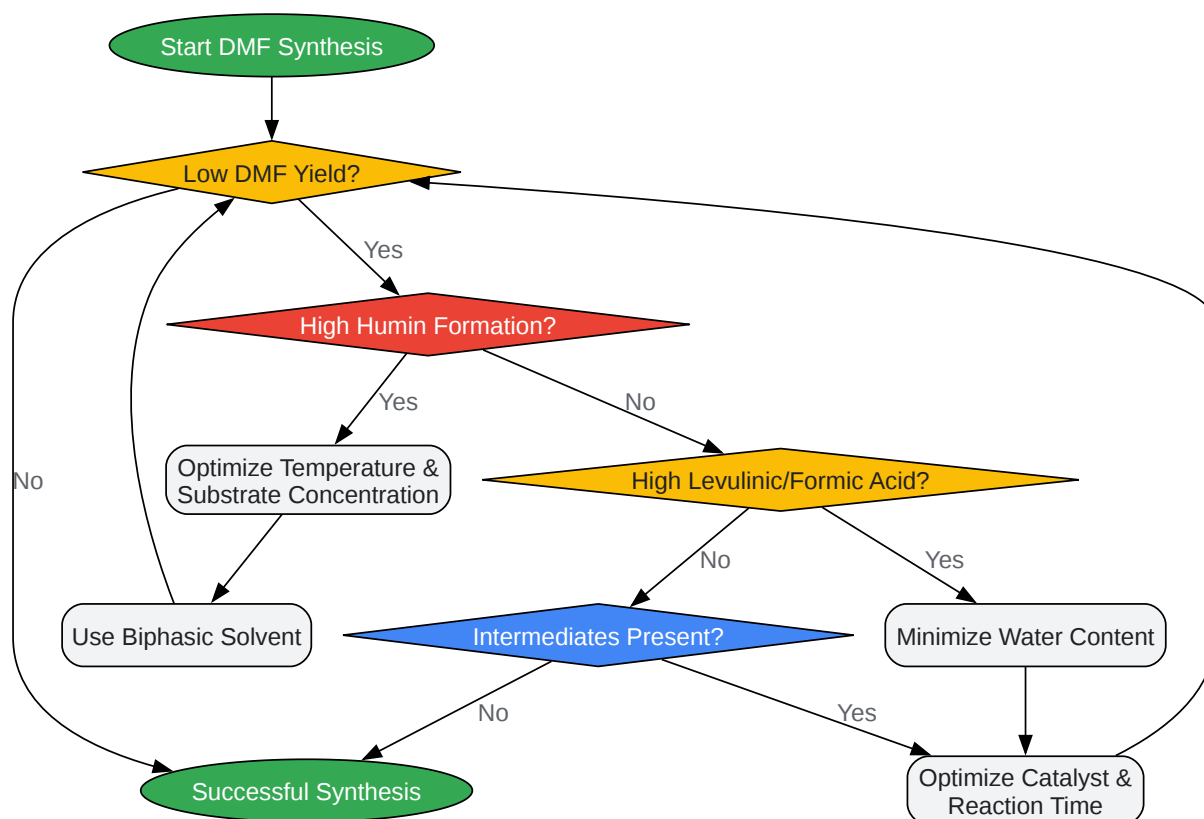 Start DMF Synthesis
Low DMF Yield?
Yes
High Humin Formation?
Yes
No
Optimize Temperature &
Substrate Concentration
High Levulinic/Formic Acid?
No
No
Yes
Use Biphasic Solvent
Intermediates Present?
Minimize Water Content
No
Yes
Successful Synthesis
Optimize Catalyst &
Reaction Time